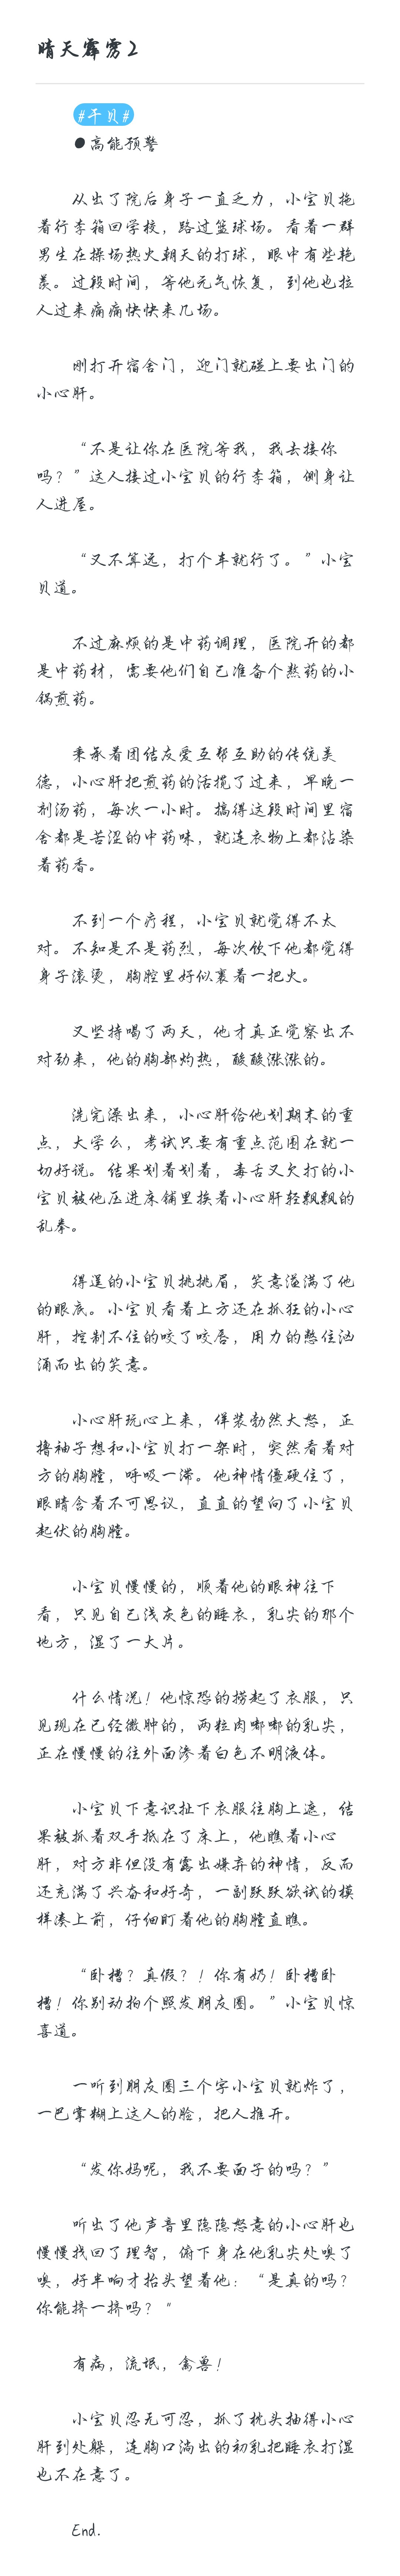 晴天霹雳2
#干贝#
●高能预警
从出了院后身子一直乏力，小宝贝拖
着行李箱回学校，路过篮球场。看着一群
男生在操场热火朝天的打球，眼中有些艳
羡。过段时间，等他元气恢复，到他也拉
人过来痛痛快快来几场。
刚打开宿舍门，迎门就碰上要出门的
小心肝。
“不是让你在医院等我，我去接你
吗？”这人接过小宝贝的行李箱，侧身让
人进屋。
“又不算远，打个车就行了。”小宝
贝道。
不过麻烦的是中药调理，医院开的都
是中药材，需要他们自己准备个熬药的小
锅煎药。
秉承着团结友爱互帮互助的传统美
德，小心肝把煎药的活揽了过来，早晚一
剂汤药，每次一小时。搞得这段时间里宿
舍都是苦涩的中药味，就连衣物上都沾染
着药香。
不到一个疗程，小宝贝就觉得不太
对。不知是不是药烈，每次饮下他都觉得
身子滚烫，胸腔里好似裹着一把火。
又坚持喝了两天，他才真正觉察出不
对劲来，他的胸部灼热，酸酸涨涨的。
洗完澡出来，小心肝给他划期末的重
点，大学么，考试只要有重点范围在就一
切好说。结果划着划着，毒舌又欠打的小
宝贝被他压进床铺里挨着小心肝轻飘飘的
乱拳。
得逞的小宝贝挑挑眉，笑意溢满了他
的眼底。小宝贝看着上方还在抓狂的小心
肝，控制不住的咬了咬唇，用力的憋住汹
涌而出的笑意。
小心肝玩心上来，佯装勃然大怒，正
撸袖子想和小宝贝打一架时，突然看着对
方的胸膛，呼吸一滞。他神情僵硬住了，
眼睛含着不可思议，直直的望向了小宝贝
起伏的胸膛。
小宝贝慢慢的，顺着他的眼神往下
看，只见自己浅灰色的睡衣，乳尖的那个
地方，湿了一大片。
什么情况！他惊恐的捞起了衣服，只
见现在已经微肿的，两粒肉嘟嘟的乳尖，
正在慢慢的往外面渗着白色不明液体。
小宝贝下意识扯下衣服往胸上遮，结
果被抓着双手抵在了床上，他瞧着小心
肝，对方非但没有露出嫌弃的神情，反而
还充满了兴奋和好奇，一副跃跃欲试的模
样凑上前，仔细盯着他的胸膛直瞧。
“卧槽？真假？！你有奶！卧槽卧
槽！你别动拍个照发朋友圈。”小宝贝惊
喜道。
一听到朋友圈三个字小宝贝就炸了，
一巴掌糊上这人的脸，把人推开。
“发你妈呢，我不要面子的吗？”
听出了他声音里隐隐怒意的小心肝也
慢慢找回了理智，俯下身在他乳尖处嗅了
嗅，好半响才抬头望着他：“是真的吗？
你能挤一挤吗？“
有病，流氓，禽兽！
小宝贝忍无可忍，抓了枕头抽得小心
肝到处躲，连胸口淌出的初乳把睡衣打湿
也不在意了。
End.